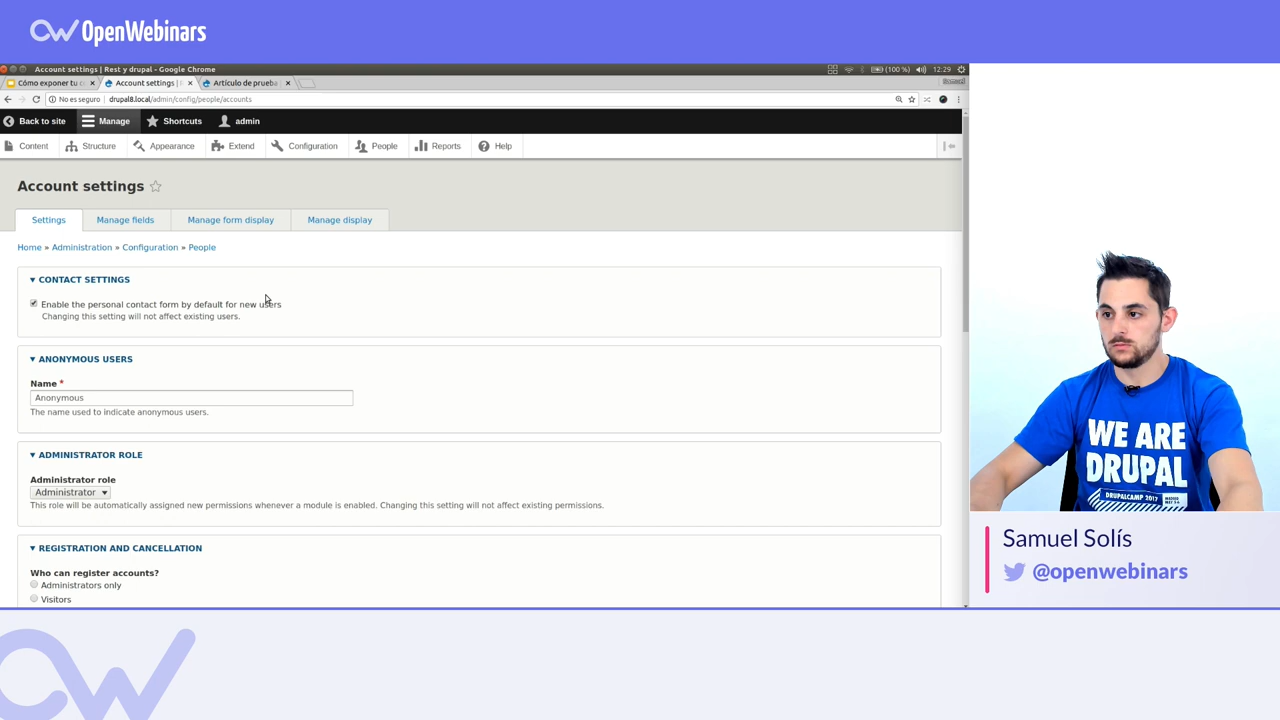 OpenWebinars
Account settings | Rest y drupal - Google Chrome
(100 %) 12:29
Cómo exponer tu c
Account settings |
Artículo de prueba
Samuel
No es seguro drupal8.local/admin/config/people/accounts
Back to site Manage Shortcuts admin
Content Structure Appearance Extend Configuration People Reports Help
Account settings
Settings Manage fields Manage form display Manage display
Home » Administration » Configuration » People
CONTACT SETTINGS
Enable the personal contact form by default for new users
Changing this setting will not affect existing users.
ANONYMOUS USERS
Name *
Anonymous
The name used to indicate anonymous users.
ADMINISTRATOR ROLE
Administrator role
Administrator
This role will be automatically assigned new permissions whenever a module is enabled. Changing this setting will not affect existing permissions.
REGISTRATION AND CANCELLATION
Who can register accounts?
Administrators only
Visitors
WE ARE
DRUPAL
DRUPALCAMP 2017
Samuel Solís
@openwebinars